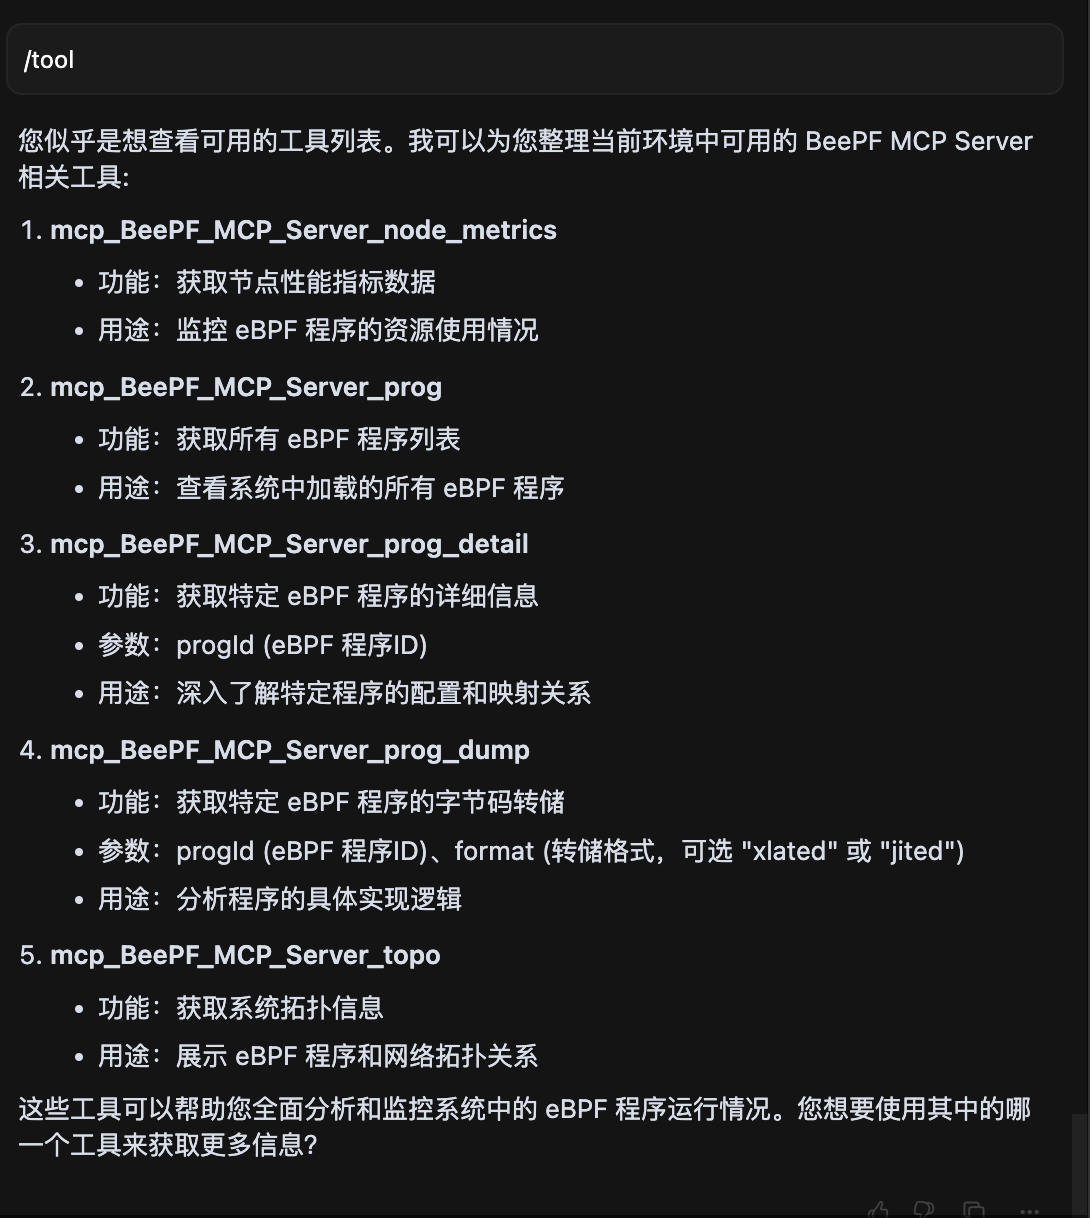 /tool
您似乎是想查看可用的工具列表。我可以为您整理当前环境中可用的 BeePF MCP Server
相关工具:
1. mcp_BeePF_MCP_Server_node_metrics
• 功能：获取节点性能指标数据
• 用途：监控 eBPF 程序的资源使用情况
2. mcp_BeePF_MCP_Server_prog
• 功能：获取所有 eBPF 程序列表
• 用途：查看系统中加载的所有 eBPF 程序
3. mcp_BeePF_MCP_Server_prog_detail
• 功能：获取特定 eBPF 程序的详细信息
• 参数：progId (eBPF 程序ID)
• 用途：深入了解特定程序的配置和映射关系
4. mcp_BeePF_MCP_Server_prog_dump
• 功能：获取特定 eBPF 程序的字节码转储
• 参数：progId (eBPF 程序ID)、format (转储格式，可选 "xlated" 或 "jited")
• 用途：分析程序的具体实现逻辑
5. mcp_BeePF_MCP_Server_topo
• 功能：获取系统拓扑信息
• 用途：展示 eBPF 程序和网络拓扑关系
这些工具可以帮助您全面分析和监控系统中的 eBPF 程序运行情况。您想要使用其中的哪
一个工具来获取更多信息?